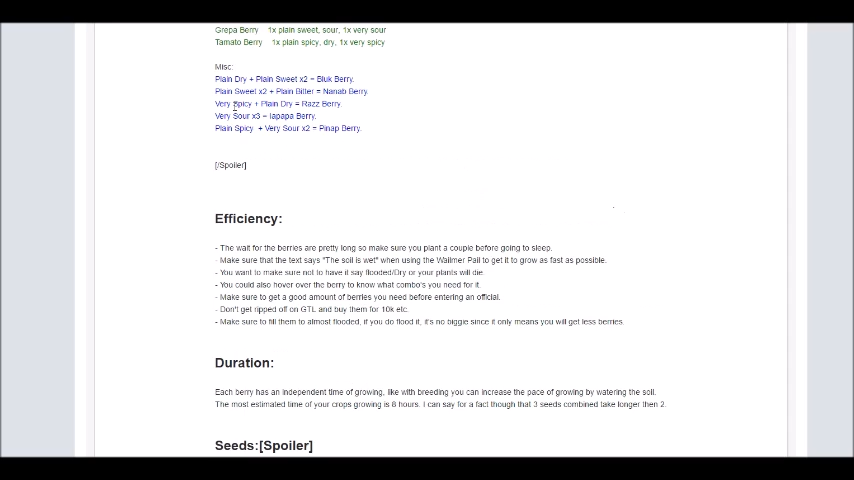 Grepa Berry 1x plain sweet, sour, 1x very sour
Tamato Berry 1x plain spicy, dry, 1x very spicy
Misc:
Plain Dry + Plain Sweet x2 = Bluk Berry.
Plain Sweet x2 + Plain Bitter = Nanab Berry.
Very Spicy + Plain Dry = Razz Berry.
Very Sour x3 = Iapapa Berry.
Plain Spicy + Very Sour x2 = Pinap Berry.
[/Spoiler]
Efficiency:
- The wait for the berries are pretty long so make sure you plant a couple before going to sleep.
- Make sure that the text says "The soil is wet" when using the Wailmer Pail to get it to grow as fast as possible.
- You want to make sure not to have it say flooded/Dry or your plants will die.
- You could also hover over the berry to know what combo's you need for it.
- Make sure to get a good amount of berries you need before entering an official.
- Don't get ripped off on GTL and buy them for 10k etc.
- Make sure to fill them to almost flooded, if you do flood it, it's no biggie since it only means you will get less berries.
Duration:
Each berry has an independent time of growing, like with breeding you can increase the pace of growing by watering the soil.
The most estimated time of your crops growing is 8 hours. I can say for a fact though that 3 seeds combined take longer then 2.
Seeds:[Spoiler]